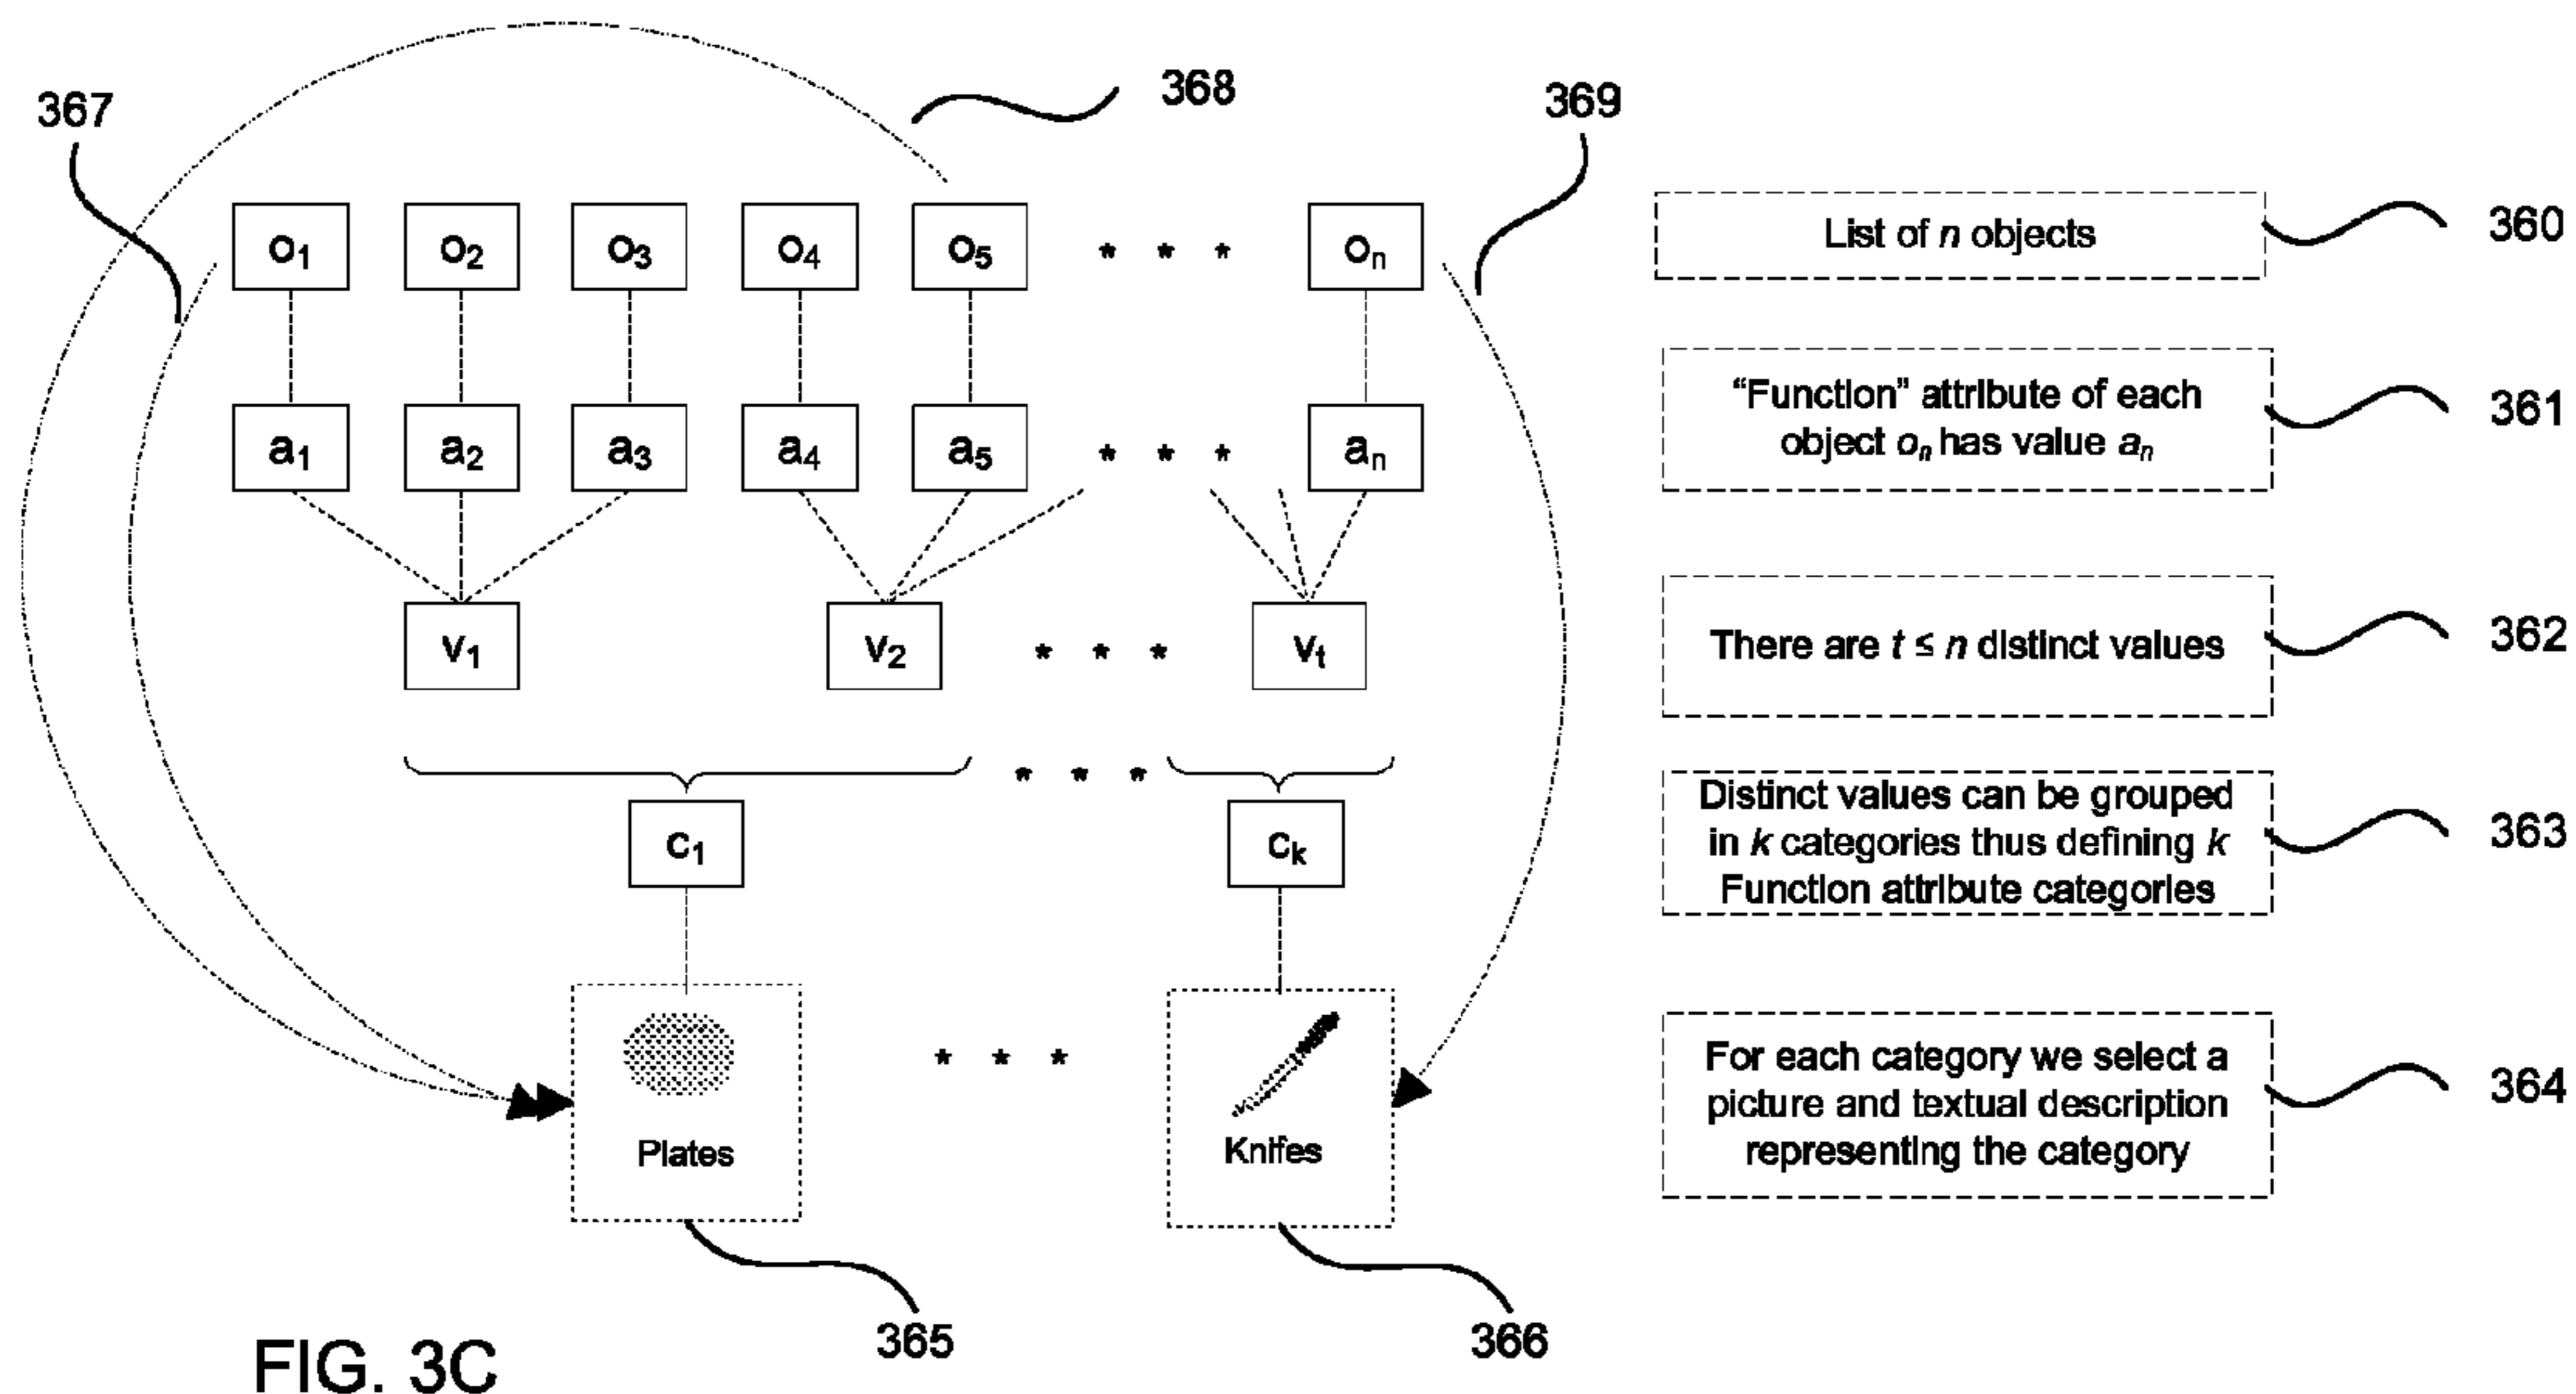 367
368
369
o1 o2 o3 o4 o5 * * * on
List of n objects
360
a1 a2 a3 a4 a5 * * * an
"Function" attribute of each
object on has value an
361
v1 v2 * * * vt
There are t ≤ n distinct values
362
* * *
c1 ck
Distinct values can be grouped
in k categories thus defining k
Function attribute categories
363
* * *
Plates
Knifes
For each category we select a
picture and textual description
representing the category
364
365
366
FIG. 3C